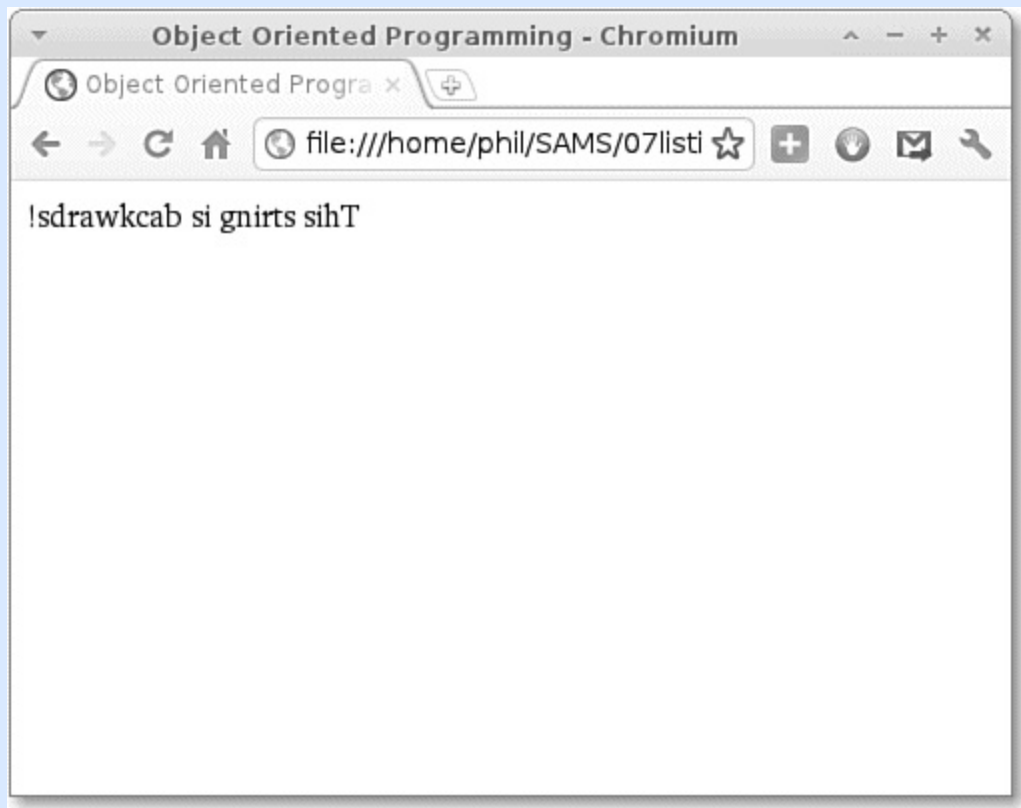 Object Oriented Programming - Chromium
Object Oriented Progra
file:///home/phil/SAMS/07listi
!sdrawkcab si gnirts sihT